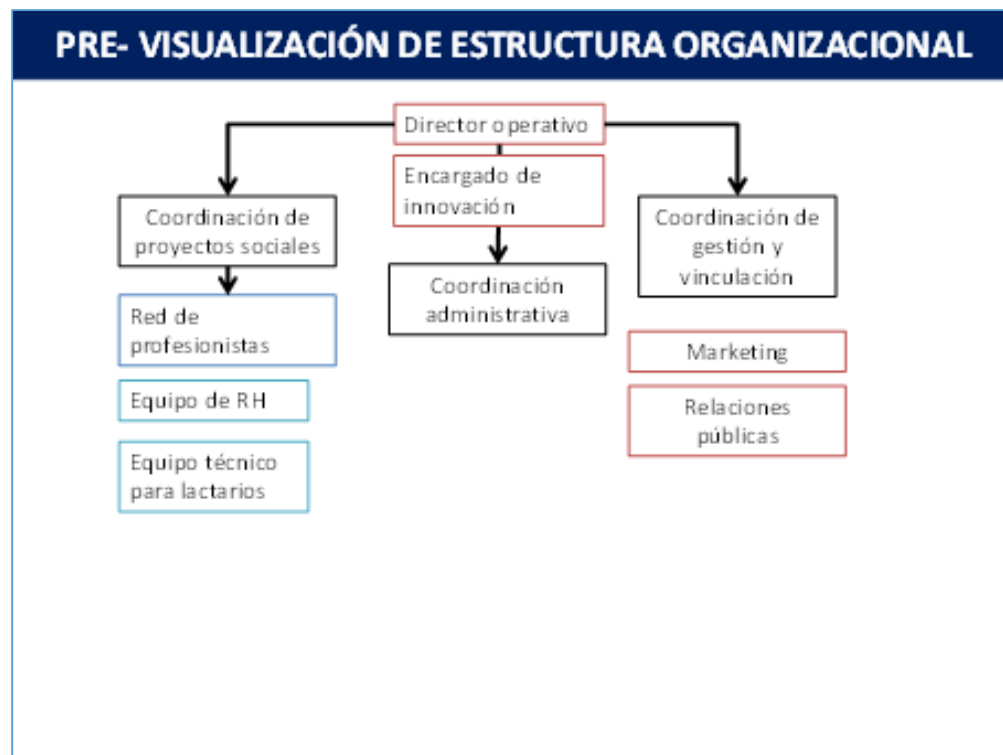 PRE- VISUALIZACIÓN DE ESTRUCTURA ORGANIZACIONAL
Director operativo
Encargado de
innovación
Coordinación de
proyectos sociales
Coordinación de
gestión y
vinculación
Coordinación
administrativa
Red de
profesionistas
Equipo de RH
Equipo técnico
para lactarios
Marketing
Relaciones
públicas